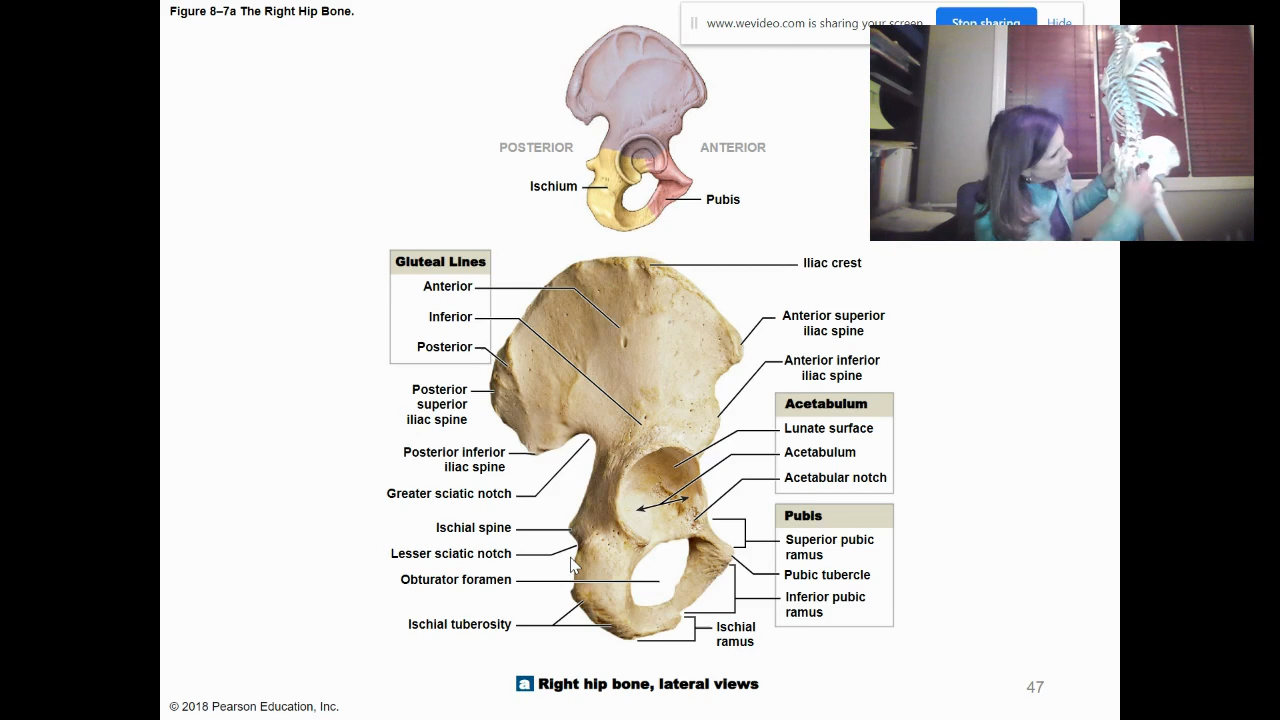 Figure 8–7a The Right Hip Bone.
www.wevideo.com is sharing your screen.
Stop sharing
Hide
POSTERIOR
ANTERIOR
Ischium
Pubis
Gluteal Lines
Anterior
Inferior
Posterior
Posterior
superior
iliac spine
Posterior inferior
iliac spine
Greater sciatic notch
Ischial spine
Lesser sciatic notch
Obturator foramen
Ischial tuberosity
Iliac crest
Anterior superior
iliac spine
Anterior inferior
iliac spine
Acetabulum
Lunate surface
Acetabulum
Acetabular notch
Pubis
Superior pubic
ramus
Pubic tubercle
Inferior pubic
ramus
Ischial
ramus
a Right hip bone, lateral views
47
© 2018 Pearson Education, Inc.